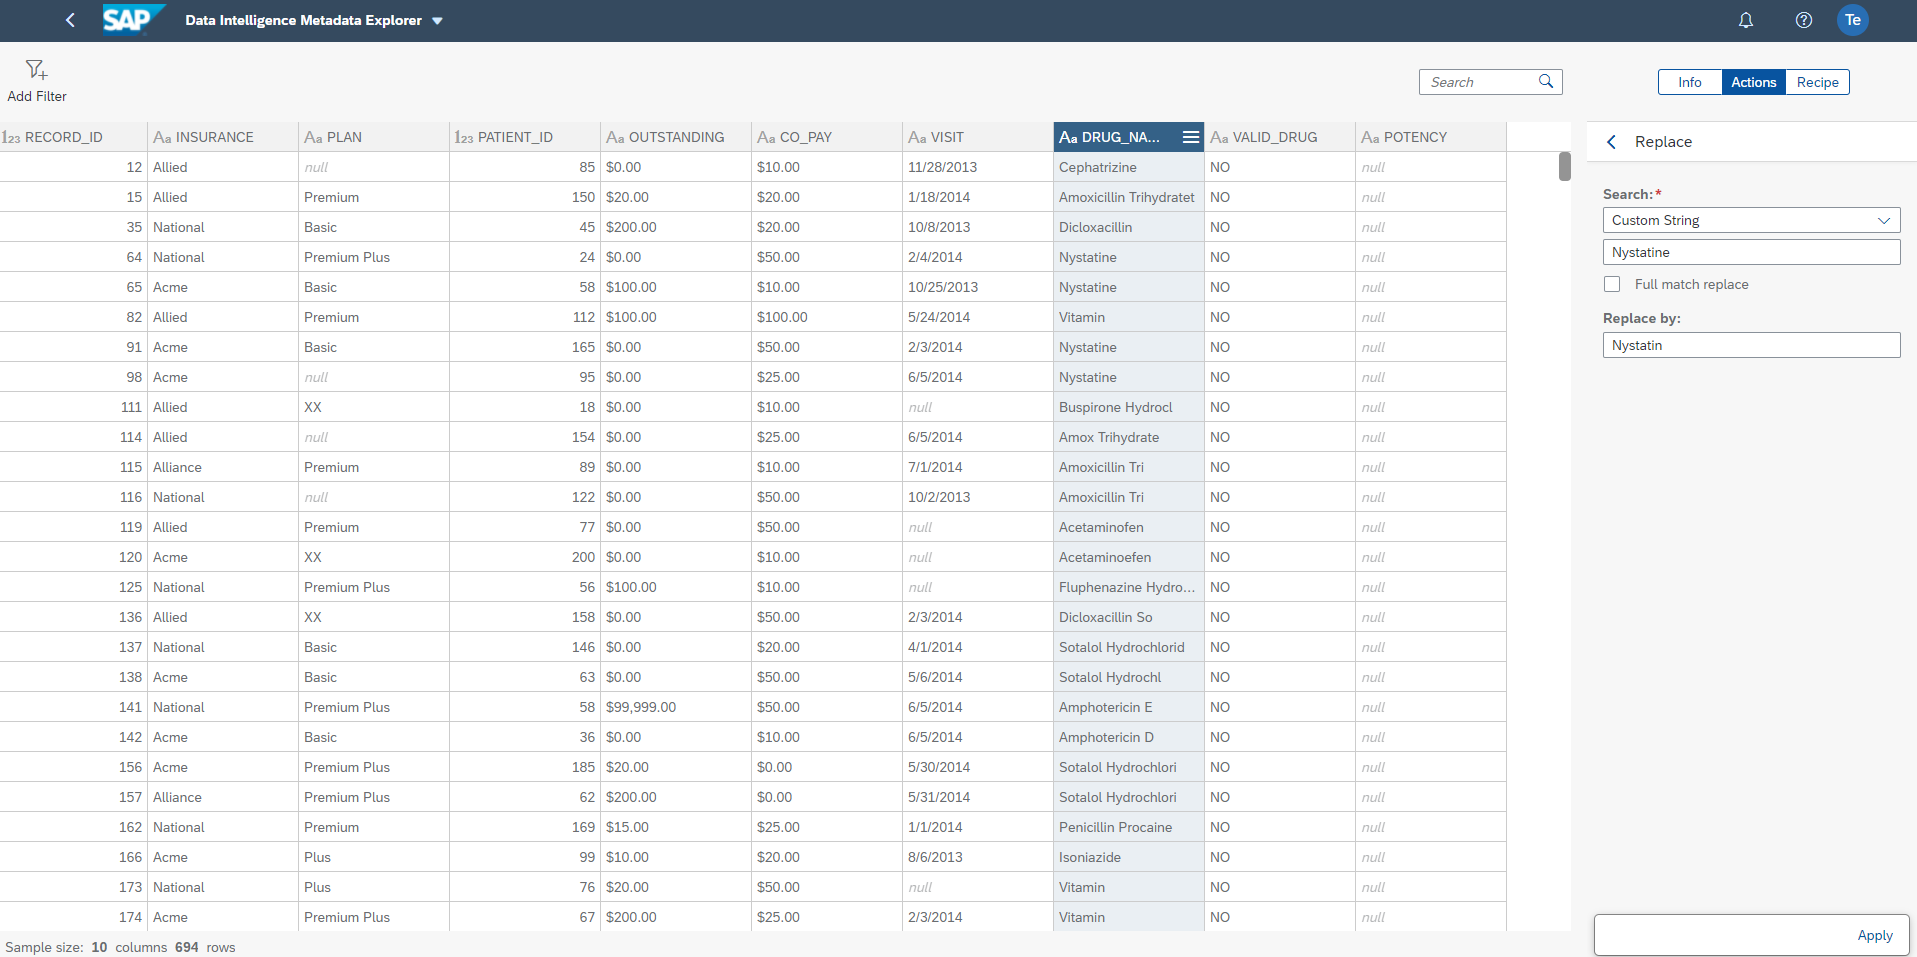 SAP Data Intelligence Metadata Explorer Te
Add Filter
Search
Info Actions Recipe
123 RECORD_ID Aa INSURANCE Aa PLAN 123 PATIENT_ID Aa OUTSTANDING Aa CO_PAY Aa VISIT Aa DRUG_NA... Aa VALID_DRUG Aa POTENCY
12 Allied null 85 $0.00 $10.00 11/28/2013 Cephatrizine NO null
15 Allied Premium 150 $20.00 $20.00 1/18/2014 Amoxicillin Trihydratet NO null
35 National Basic 45 $200.00 $20.00 10/8/2013 Dicloxacillin NO null
64 National Premium Plus 24 $0.00 $50.00 2/4/2014 Nystatine NO null
65 Acme Basic 58 $100.00 $10.00 10/25/2013 Nystatine NO null
82 Allied Premium 112 $100.00 $100.00 5/24/2014 Vitamin NO null
91 Acme Basic 165 $0.00 $50.00 2/3/2014 Nystatine NO null
98 Acme null 95 $0.00 $25.00 6/5/2014 Nystatine NO null
111 Allied XX 18 $0.00 $10.00 null Buspirone Hydrocl NO null
114 Allied null 154 $0.00 $25.00 6/5/2014 Amox Trihydrate NO null
115 Alliance Premium 89 $0.00 $10.00 7/1/2014 Amoxicillin Tri NO null
116 National null 122 $0.00 $50.00 10/2/2013 Amoxicillin Tri NO null
119 Allied Premium 77 $0.00 $50.00 null Acetaminofen NO null
120 Acme XX 200 $0.00 $10.00 null Acetaminoefen NO null
125 National Premium Plus 56 $100.00 $10.00 null Fluphenazine Hydro... NO null
136 Allied XX 158 $0.00 $50.00 2/3/2014 Dicloxacillin So NO null
137 National Basic 146 $0.00 $20.00 4/1/2014 Sotalol Hydrochlorid NO null
138 Acme Basic 63 $0.00 $50.00 5/6/2014 Sotalol Hydrochl NO null
141 National Premium Plus 58 $99,999.00 $50.00 6/5/2014 Amphotericin E NO null
142 Acme Basic 36 $0.00 $10.00 6/5/2014 Amphotericin D NO null
156 Acme Premium Plus 185 $20.00 $0.00 5/30/2014 Sotalol Hydrochlori NO null
157 Alliance Premium Plus 62 $200.00 $0.00 5/31/2014 Sotalol Hydrochlori NO null
162 National Premium 169 $15.00 $25.00 1/1/2014 Penicillin Procaine NO null
166 Acme Plus 99 $10.00 $20.00 8/6/2013 Isoniazide NO null
173 National Plus 76 $20.00 $50.00 null Vitamin NO null
174 Acme Premium Plus 67 $200.00 $25.00 2/3/2014 Vitamin NO null
Sample size: 10 columns 694 rows
Replace
Search:*
Custom String
Nystatine
Full match replace
Replace by:
Nystatin
Apply